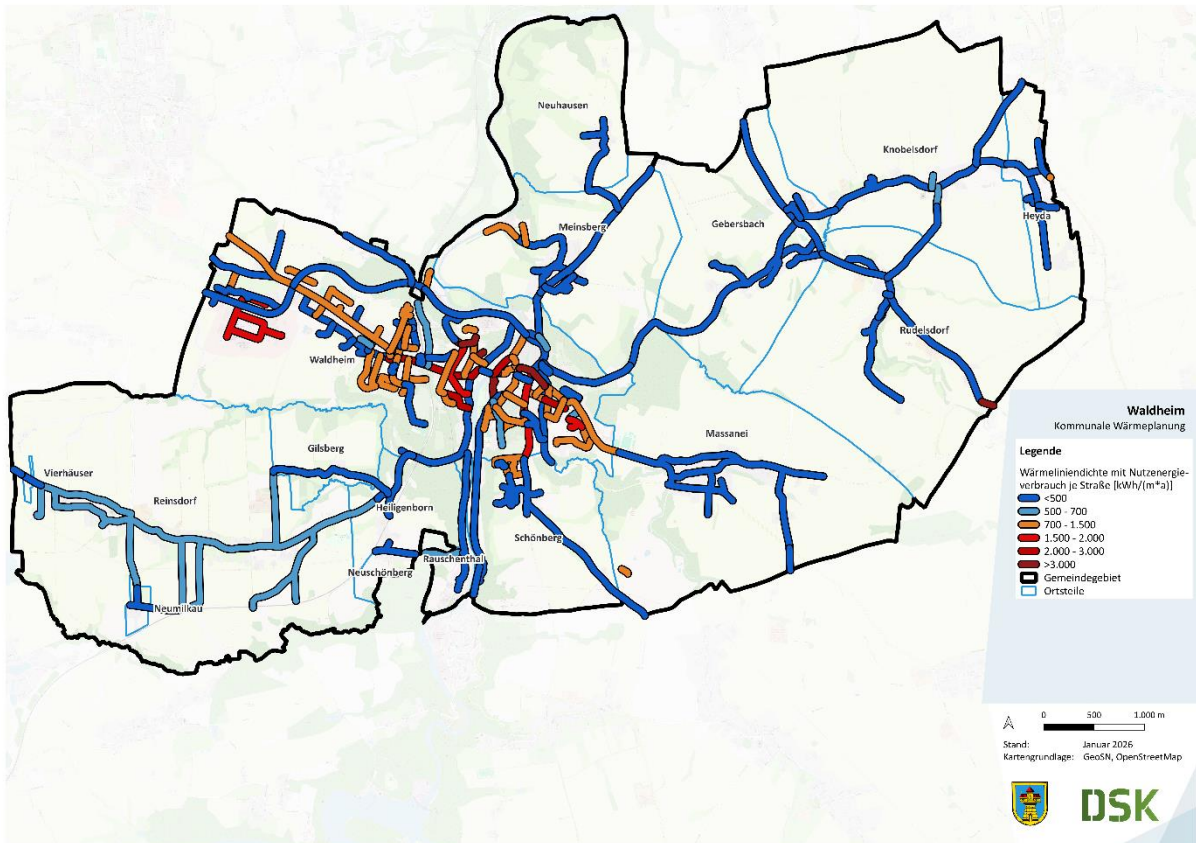 Neuhausen
Knobelsdorf
Heyda
Meinsberg
Gebersbach
Rudelsdorf
Waldheim
Massanei
Gilsberg
Vierhäuser
Reinsdorf
Heiligenborn
Schönberg
Rauschenthal
Neuschönberg
Neumilkau
Waldheim
Kommunale Wärmeplanung
Legende
Wärmeliniendichte mit Nutzenergie-
verbrauch je Straße [kWh/(m*a)]
<500
500 - 700
700 - 1.500
1.500 - 2.000
2.000 - 3.000
>3.000
Gemeindegebiet
Ortsteile
0 500 1.000 m
Stand: Januar 2026
Kartengrundlage: GeoSN, OpenStreetMap
DSK